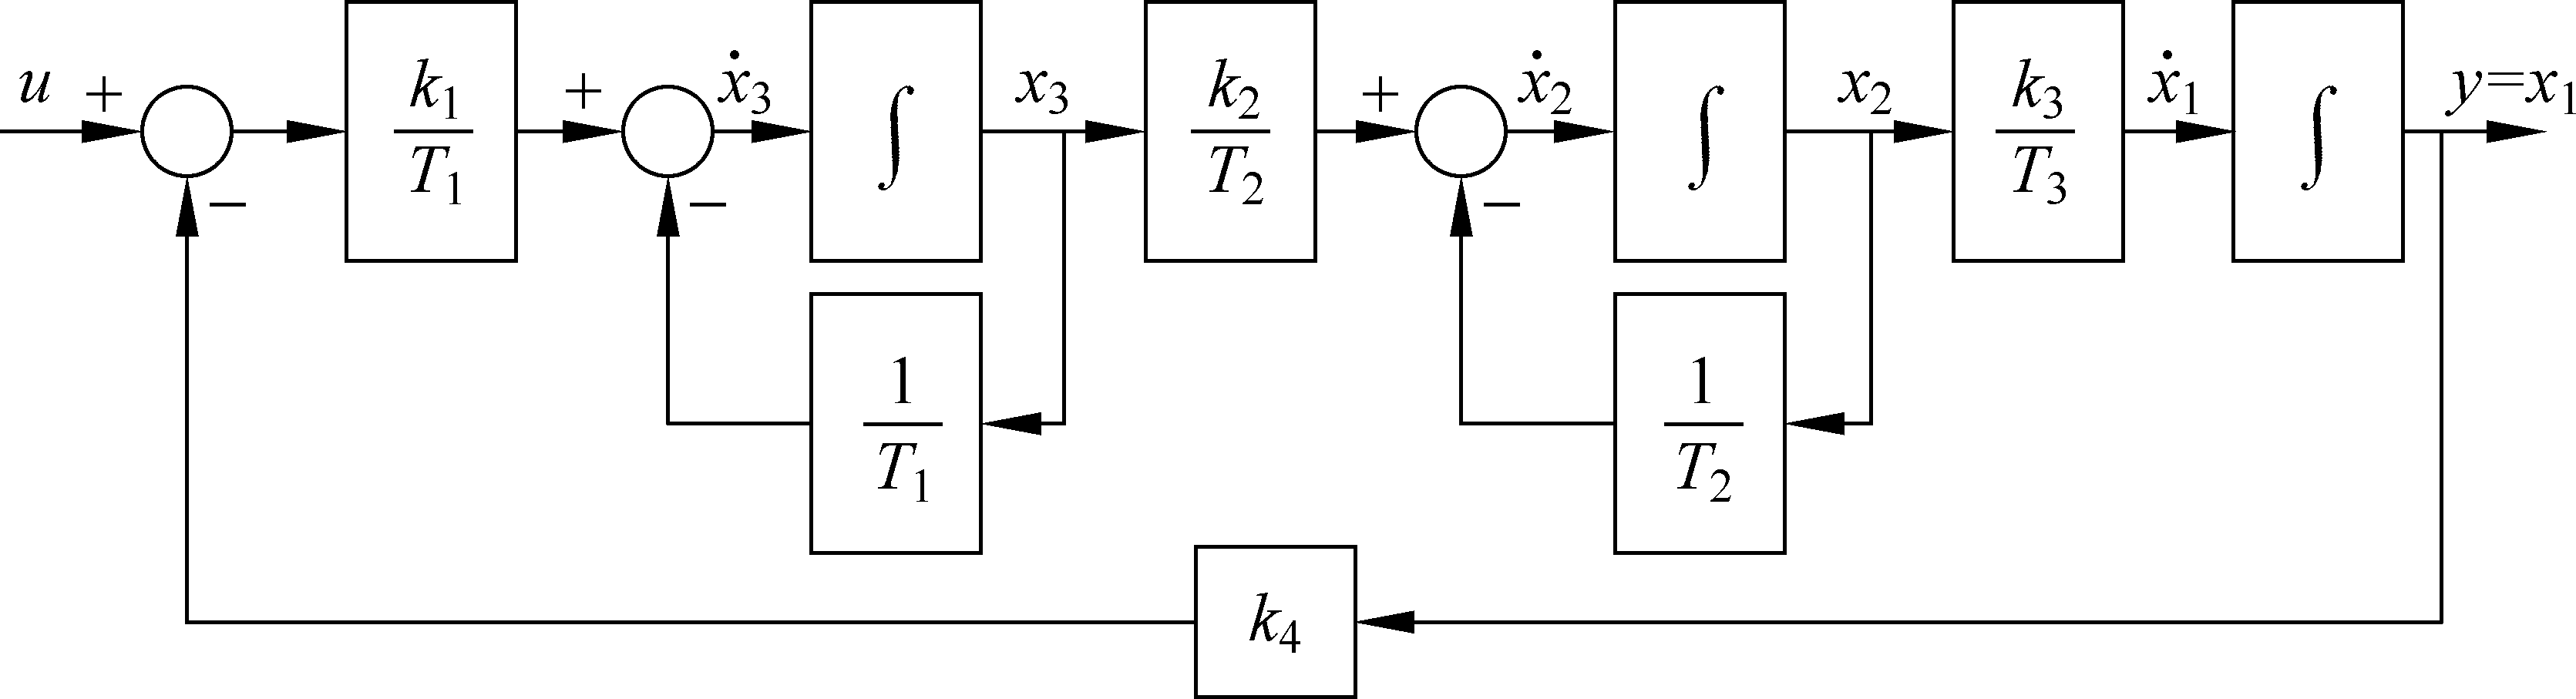 u + k₁/T₁ + ẋ₃ ∫ x₃ k₂/T₂ + ẋ₂ ∫ x₂ k₃/T₃ ẋ₁ ∫ y=x₁
− − −
1/T₁ 1/T₂
k₄